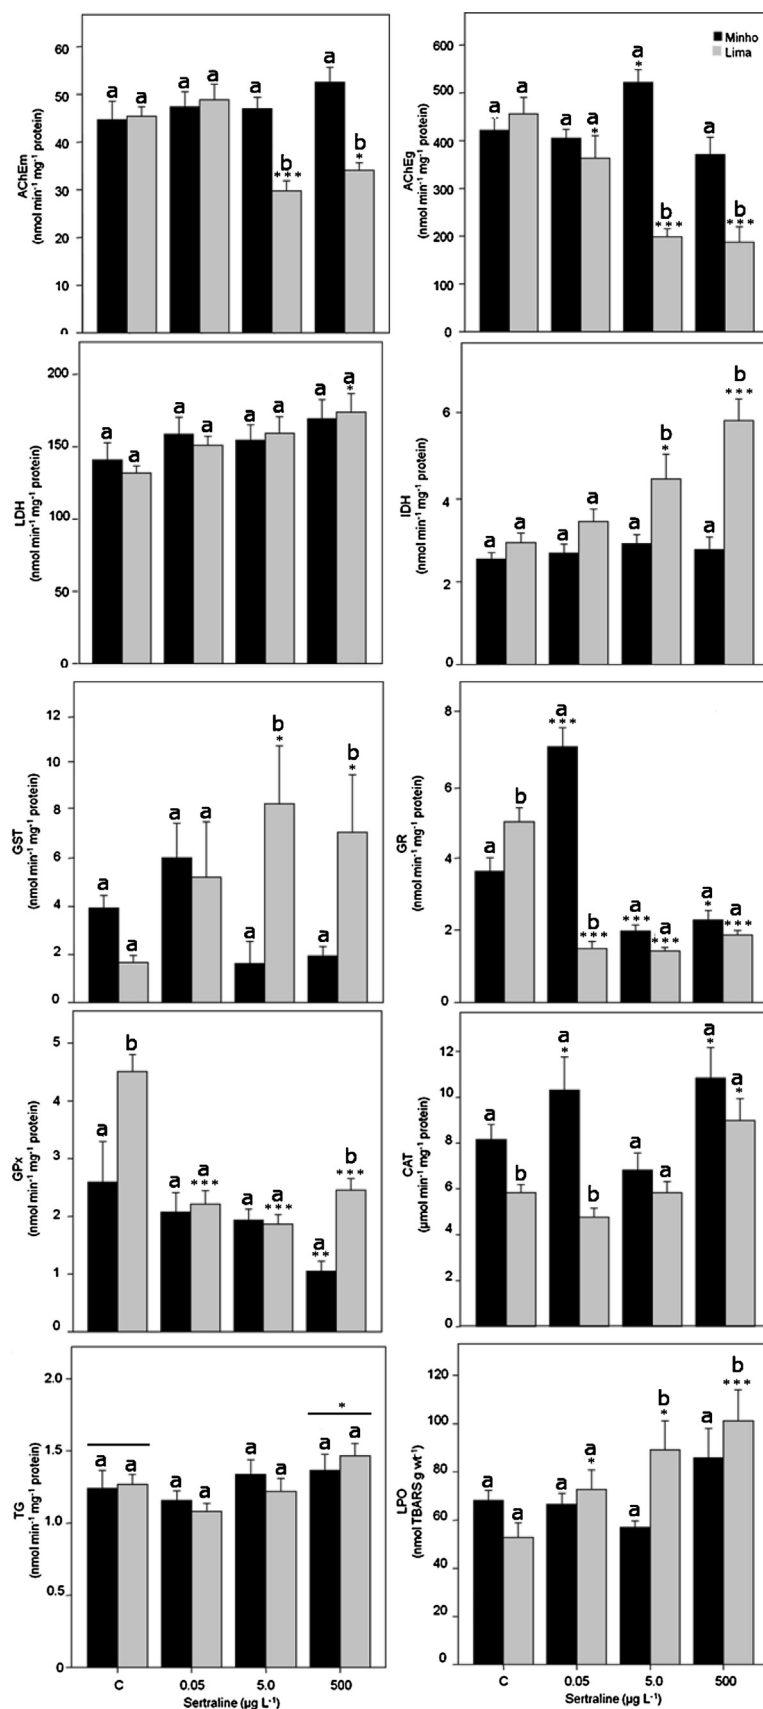 AChEm
(nmol min⁻¹ mg⁻¹ protein)
60
50
40
30
20
10
0
a a a a a b a b
*** *
AChEg
(nmol min⁻¹ mg⁻¹ protein)
600
500
400
300
200
100
0
Minho
Lima
a a a a a b a b
* * *** ***
LDH
(nmol min⁻¹ mg⁻¹ protein)
200
150
100
50
0
a a a a a a a a
*
IDH
(nmol min⁻¹ mg⁻¹ protein)
6
4
2
0
a a a a a b a b
* ***
GST
(nmol min⁻¹ mg⁻¹ protein)
12
10
8
6
4
2
0
a a a a a b a b
* *
GR
(nmol min⁻¹ mg⁻¹ protein)
8
6
4
2
0
a b a b a a a a
*** *** *** *** * ***
GPx
(nmol min⁻¹ mg⁻¹ protein)
5
4
3
2
1
0
a b a a a a a b
*** *** ** ***
CAT
(µmol min⁻¹ mg⁻¹ protein)
12
10
8
6
4
2
0
a b a b a a a a
* * *
TG
(nmol min⁻¹ mg⁻¹ protein)
2.0
1.5
1.0
0.5
0
a a a a a a a a
*
C 0.05 5.0 500
Sertraline (µg L⁻¹)
LPO
(nmol TBARS g wt⁻¹)
120
100
80
60
40
20
0
a a a a a b a b
* * ***
C 0.05 5.0 500
Sertraline (µg L⁻¹)